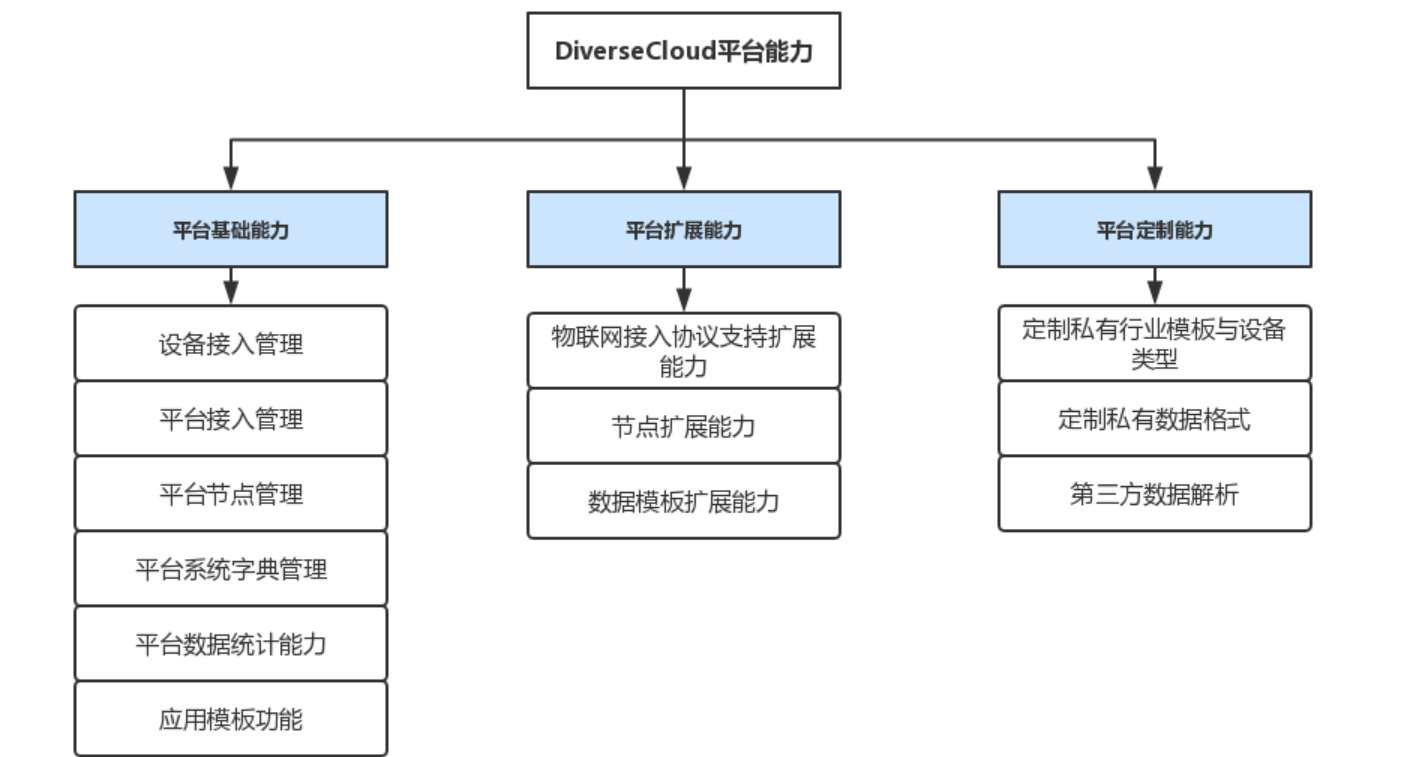 DiverseCloud平台能力
平台基础能力
平台扩展能力
平台定制能力
设备接入管理
平台接入管理
平台节点管理
平台系统字典管理
平台数据统计能力
应用模板功能
物联网接入协议支持扩展
能力
节点扩展能力
数据模板扩展能力
定制私有行业模板与设备
类型
定制私有数据格式
第三方数据解析